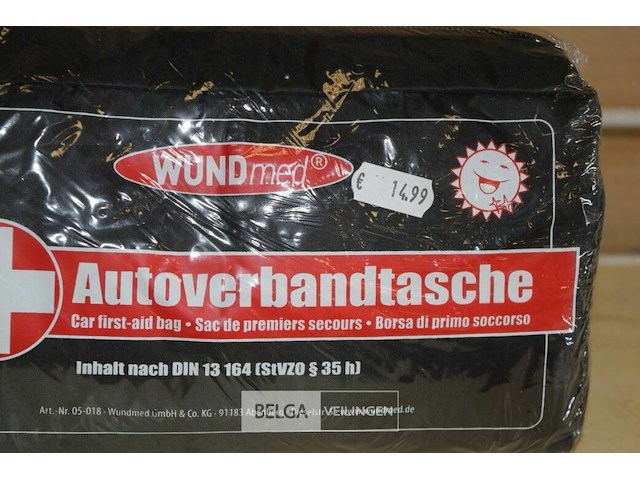 WUNDmed®
€ 14.99
Autoverbandtasche
Car first-aid bag • Sac de premiers secours • Borsa di primo soccorso
Inhalt nach DIN 13 164 (StVZO § 35 h)
Art.-Nr. 05-018 - Wundmed GmbH & Co. KG - 91183
BELGA VEILINGEN